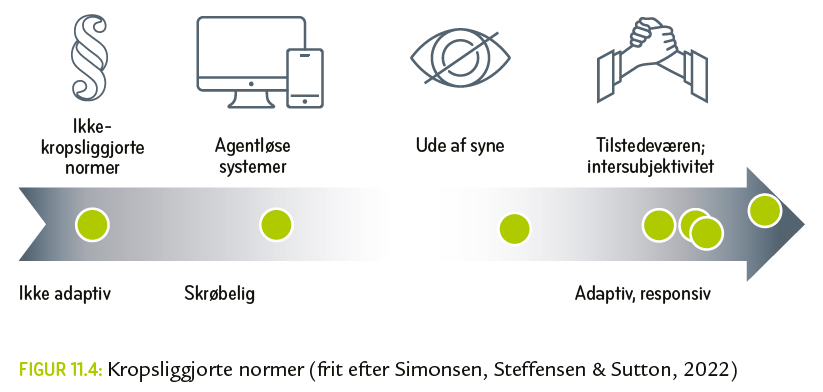 Ikke-
kropsliggjorte
normer
Agentløse
systemer
Ude af syne
Tilstedeværen;
intersubjektivitet
Ikke adaptiv
Skrøbelig
Adaptiv, responsiv
FIGUR 11.4: Kropsliggjorte normer (frit efter Simonsen, Steffensen & Sutton, 2022)